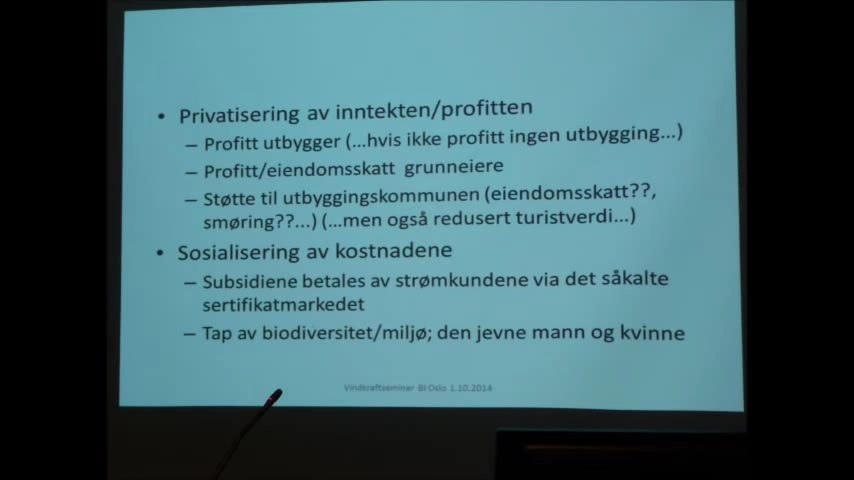 • Privatisering av inntekten/profitten
– Profitt utbygger (...hvis ikke profitt ingen utbygging...)
– Profitt/eiendomsskatt grunneiere
– Støtte til utbyggingskommunen (eiendomsskatt??,
smøring??...) (...men også redusert turistverdi...)
• Sosialisering av kostnadene
– Subsidiene betales av strømkundene via det såkalte
sertifikatmarkedet
– Tap av biodiversitet/miljø; den jevne mann og kvinne
Vindkraftseminar BI Oslo 1.10.2014